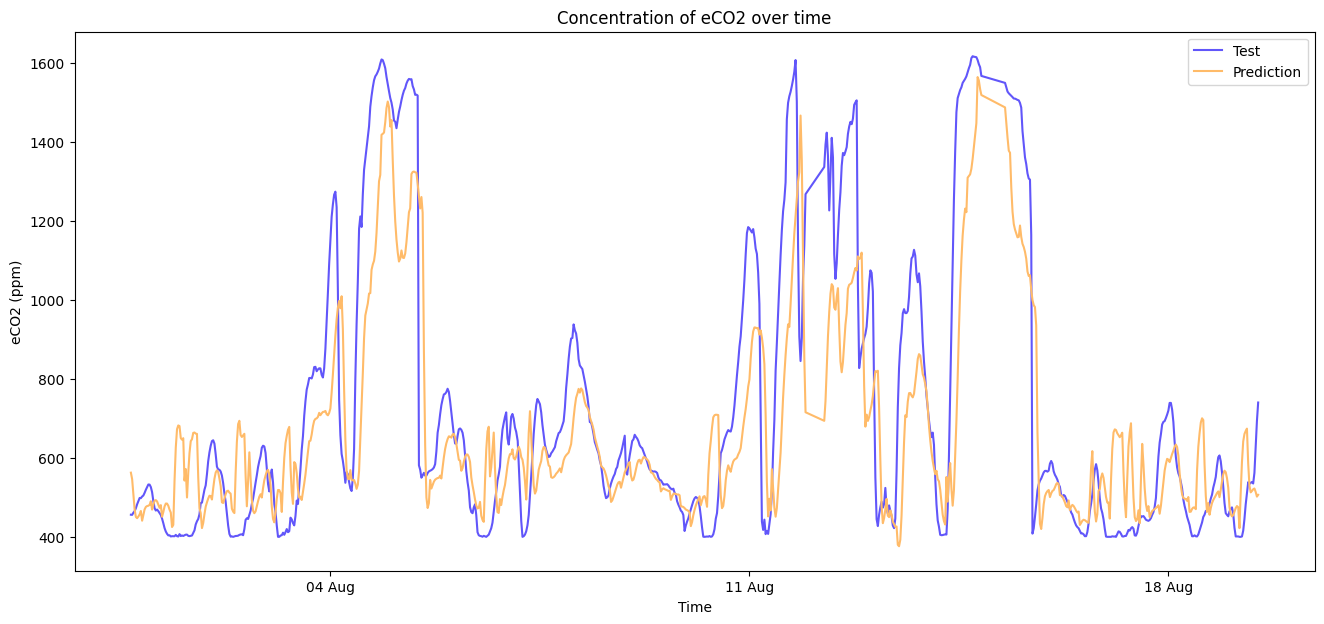 Concentration of eCO2 over time
Test
Prediction
1600
1400
1200
1000
800
600
400
eCO2 (ppm)
04 Aug
11 Aug
18 Aug
Time